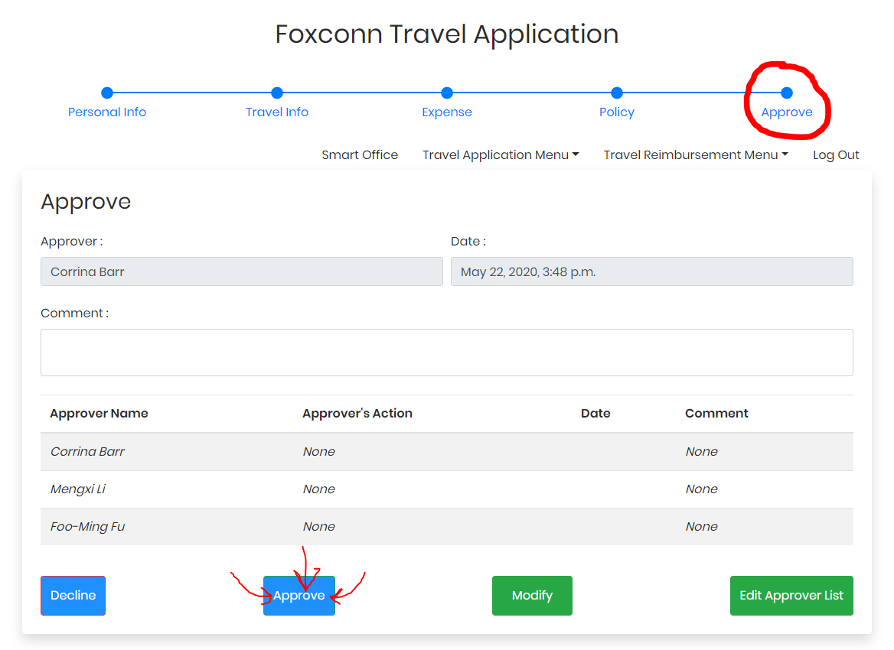 Foxconn Travel Application
Personal Info Travel Info Expense Policy Approve
Smart Office Travel Application Menu Travel Reimbursement Menu Log Out
Approve
Approver : Date :
Corrina Barr May 22, 2020, 3:48 p.m.
Comment :
Approver Name Approver's Action Date Comment
Corrina Barr None None
Mengxi Li None None
Foo-Ming Fu None None
Decline Approve Modify Edit Approver List